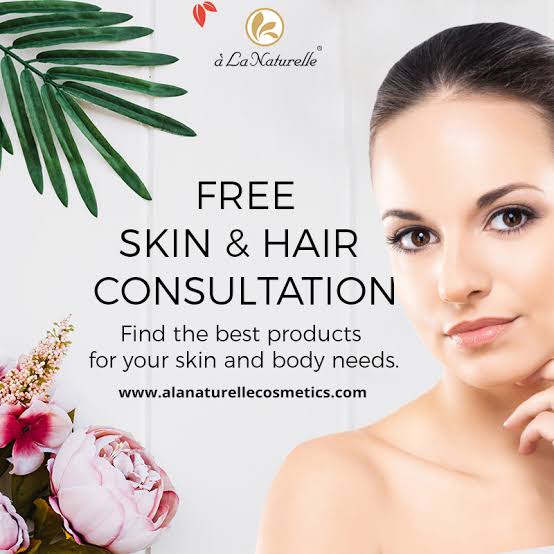 à La Naturelle®
FREE
SKIN & HAIR
CONSULTATION
Find the best products
for your skin and body needs.
www.alanaturellecosmetics.com